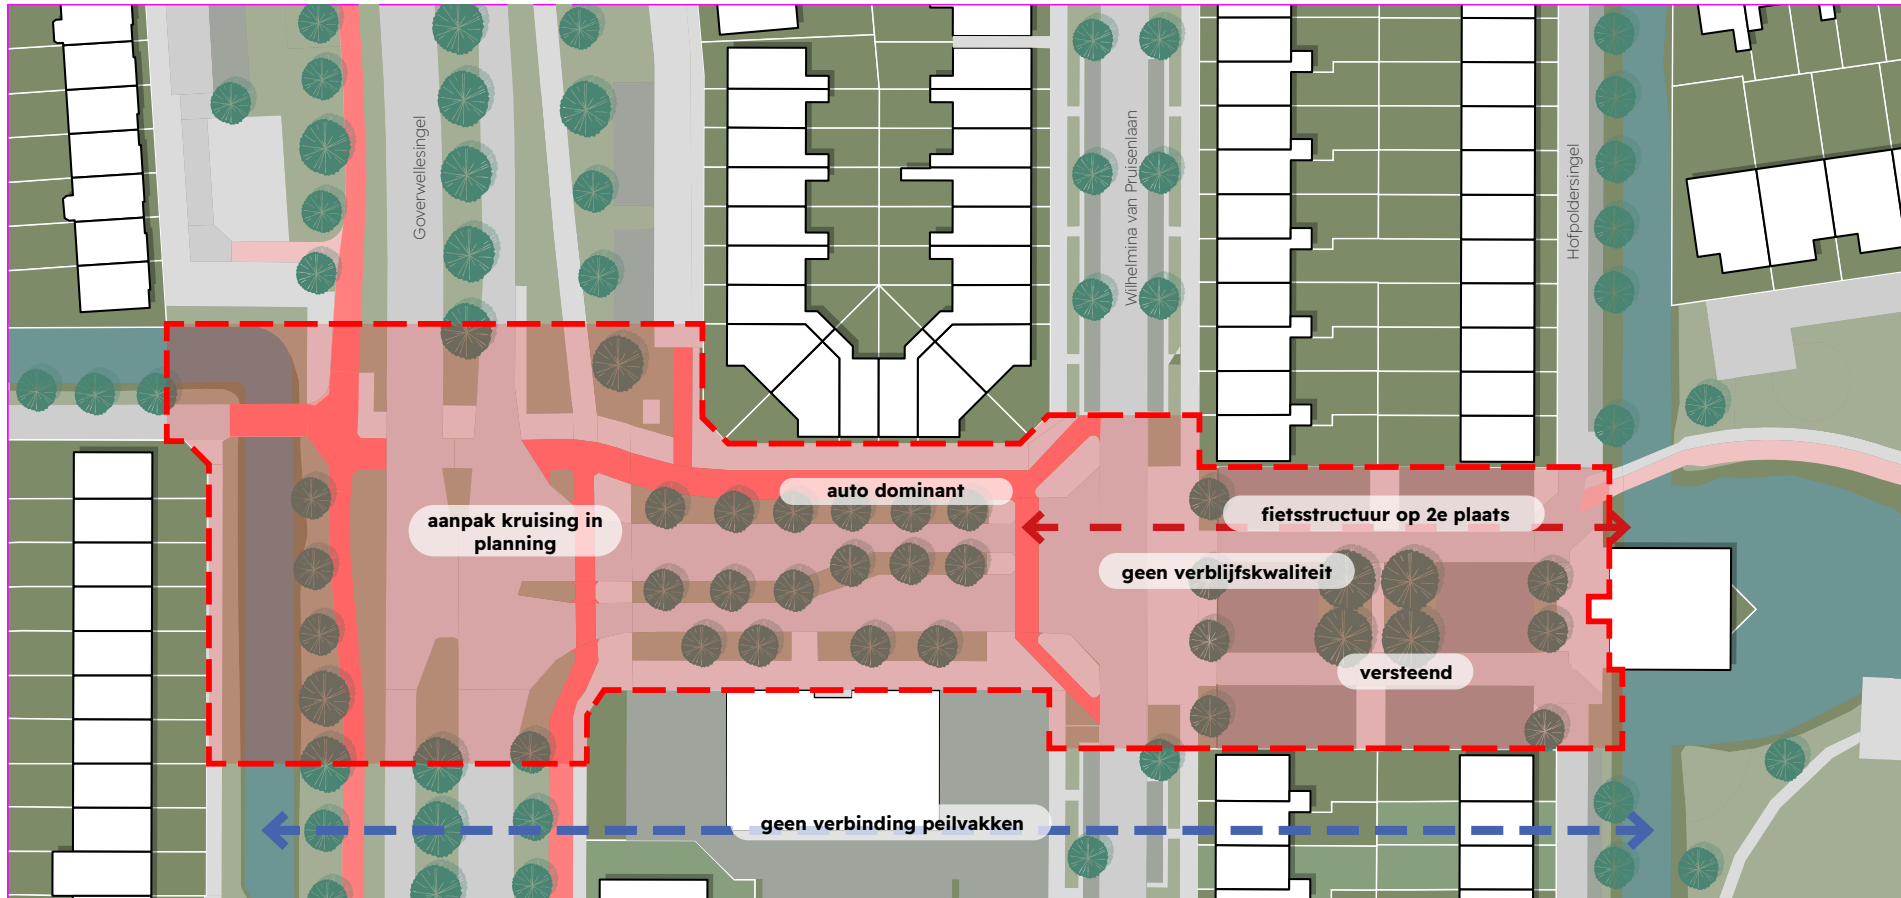 Goverwellesingel
Wilhelmina van Pruisenlaan
Hofpoldersingel
auto dominant
aanpak kruising in
planning
fietsstructuur op 2e plaats
geen verblijfskwaliteit
versteend
geen verbinding peilvakken